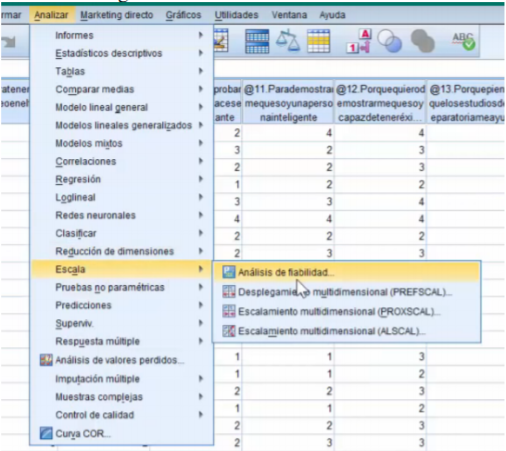 rmar Analizar Marketing directo Gráficos Utilidades Ventana Ayuda
Informes
Estadísticos descriptivos
Tablas
Comparar medias
Modelo lineal general
Modelos lineales generalizados
Modelos mixtos
Correlaciones
Regresión
Loglineal
Redes neuronales
Clasificar
Reducción de dimensiones
Escala
Pruebas no paramétricas
Predicciones
Superviv.
Respuesta múltiple
Análisis de valores perdidos...
Imputación múltiple
Muestras complejas
Control de calidad
Curva COR...
Análisis de fiabilidad...
Desplegamiento multidimensional (PREFSCAL)...
Escalamiento multidimensional (PROXSCAL)...
Escalamiento multidimensional (ALSCAL)...
ABC
probar @11.Parademostrar @12.Porquequierod @13.Porquepien
acese mequesoyunaperso emostrarmequesoy quelosestudiosd
ante nainteligente capazdeteneréxi... eparatoriameayu
2 4 4
3 2 3
2 2 3
1 2 2
3 3 4
4 4 4
2 2 2
2 3 3
1 1 3
1 1 2
2 2 3
1 1 2
2 2 3
2 3 3